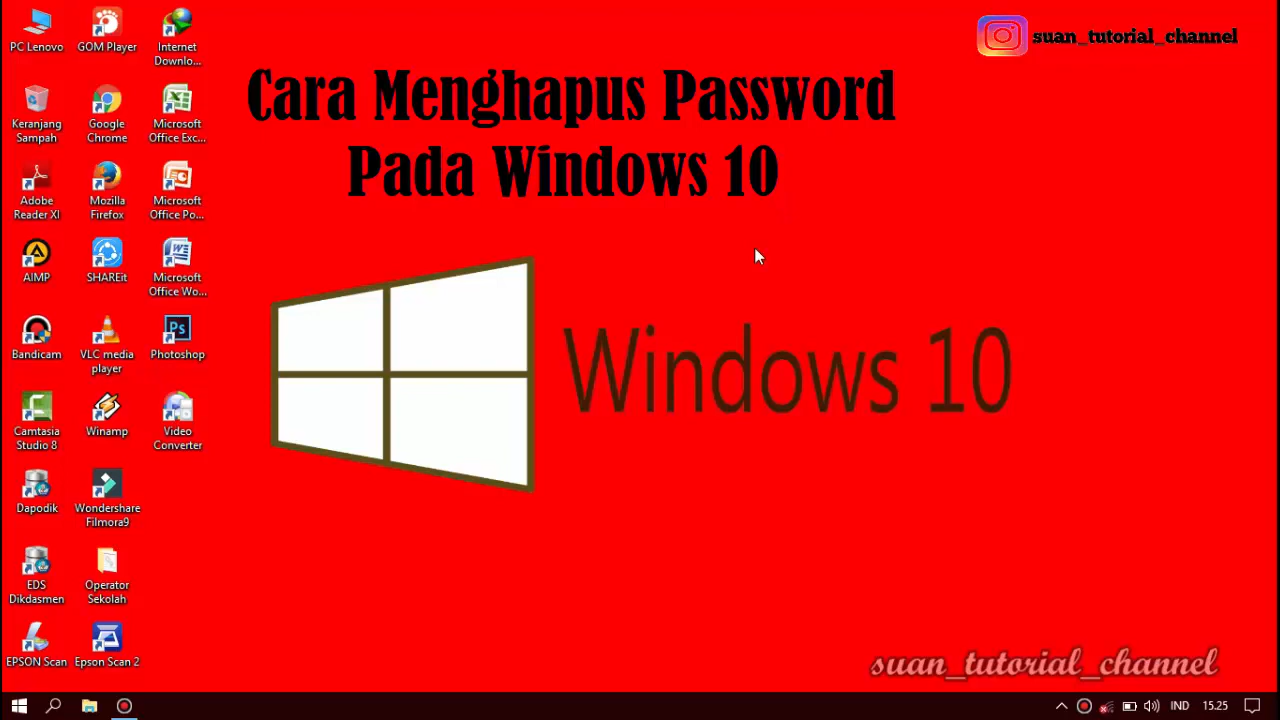 suan_tutorial_channel
Cara Menghapus Password
Pada Windows 10
Windows 10
PC Lenovo
GOM Player
Internet
Downlo...
Keranjang
Sampah
Google
Chrome
Microsoft
Office Exc...
Adobe
Reader XI
Mozilla
Firefox
Microsoft
Office Po...
AIMP
SHAREit
Microsoft
Office Wo...
Bandicam
VLC media
player
Ps
Photoshop
Camtasia
Studio 8
Winamp
Video
Converter
Dapodik
Wondershare
Filmora9
EDS
Dikdasmen
Operator
Sekolah
EPSON Scan
Epson Scan 2
suan_tutorial_channel
IND
15.25